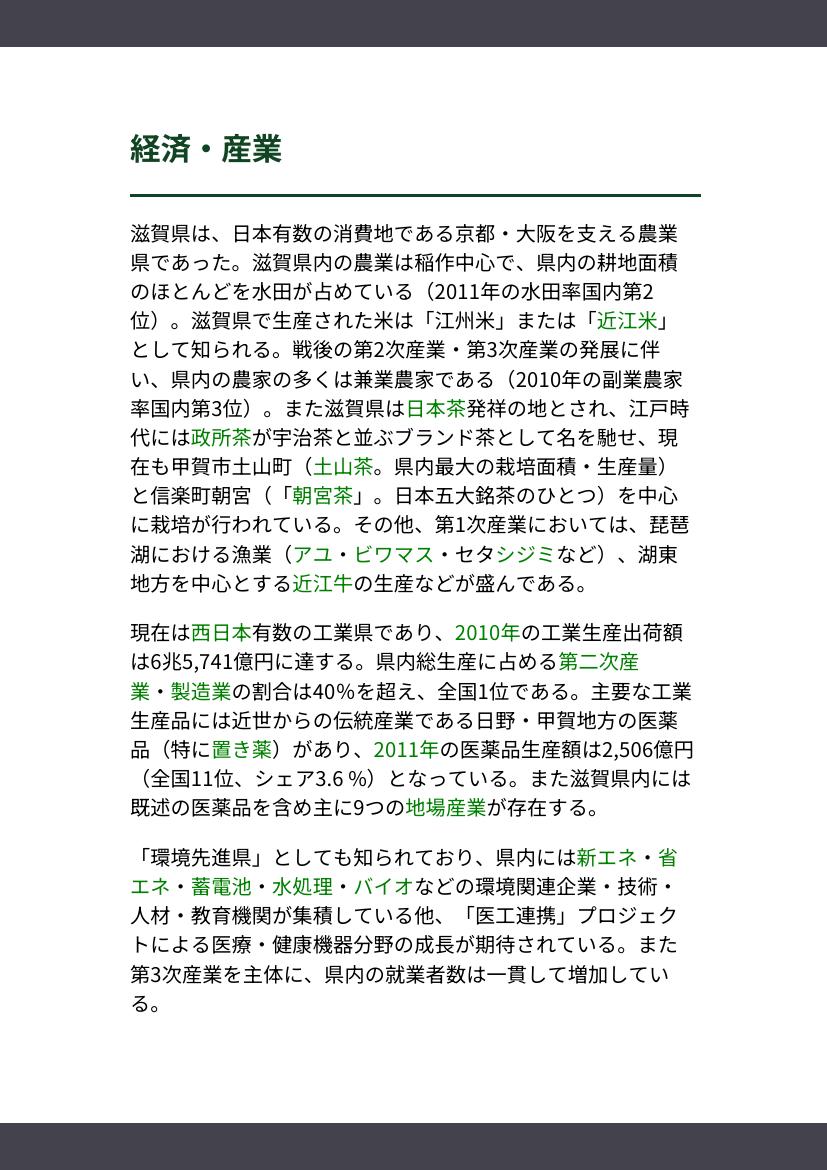 経済・産業
滋賀県は、日本有数の消費地である京都・大阪を支える農業
県であった。滋賀県内の農業は稲作中心で、県内の耕地面積
のほとんどを水田が占めている（2011年の水田率国内第2
位）。滋賀県で生産された米は「江州米」または「近江米」
として知られる。戦後の第2次産業・第3次産業の発展に伴
い、県内の農家の多くは兼業農家である（2010年の副業農家
率国内第3位）。また滋賀県は日本茶発祥の地とされ、江戸時
代には政所茶が宇治茶と並ぶブランド茶として名を馳せ、現
在も甲賀市土山町（土山茶。県内最大の栽培面積・生産量）
と信楽町朝宮（「朝宮茶」。日本五大銘茶のひとつ）を中心
に栽培が行われている。その他、第1次産業においては、琵琶
湖における漁業（アユ・ビワマス・セタシジミなど）、湖東
地方を中心とする近江牛の生産などが盛んである。
現在は西日本有数の工業県であり、2010年の工業生産出荷額
は6兆5,741億円に達する。県内総生産に占める第二次産
業・製造業の割合は40%を超え、全国1位である。主要な工業
生産品には近世からの伝統産業である日野・甲賀地方の医薬
品（特に置き薬）があり、2011年の医薬品生産額は2,506億円
（全国11位、シェア3.6 %）となっている。また滋賀県内には
既述の医薬品を含め主に9つの地場産業が存在する。
「環境先進県」としても知られており、県内には新エネ・省
エネ・蓄電池・水処理・バイオなどの環境関連企業・技術・
人材・教育機関が集積している他、「医工連携」プロジェク
トによる医療・健康機器分野の成長が期待されている。また
第3次産業を主体に、県内の就業者数は一貫して増加してい
る。